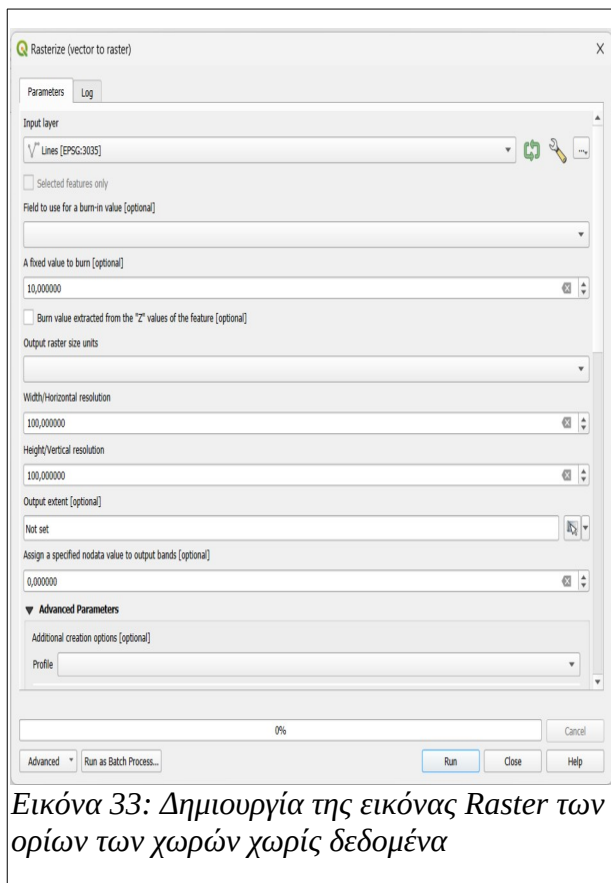 Rasterize (vector to raster)
X
Parameters Log
Input layer
Lines [EPSG:3035]
...
Selected features only
Field to use for a burn-in value [optional]
A fixed value to burn [optional]
10,000000
Burn value extracted from the "Z" values of the feature [optional]
Output raster size units
Width/Horizontal resolution
100,000000
Height/Vertical resolution
100,000000
Output extent [optional]
Not set
Assign a specified nodata value to output bands [optional]
0,000000
Advanced Parameters
Additional creation options [optional]
Profile
0% Cancel
Advanced Run as Batch Process... Run Close Help
Εικόνα 33: Δημιουργία της εικόνας Raster των
ορίων των χωρών χωρίς δεδομένα